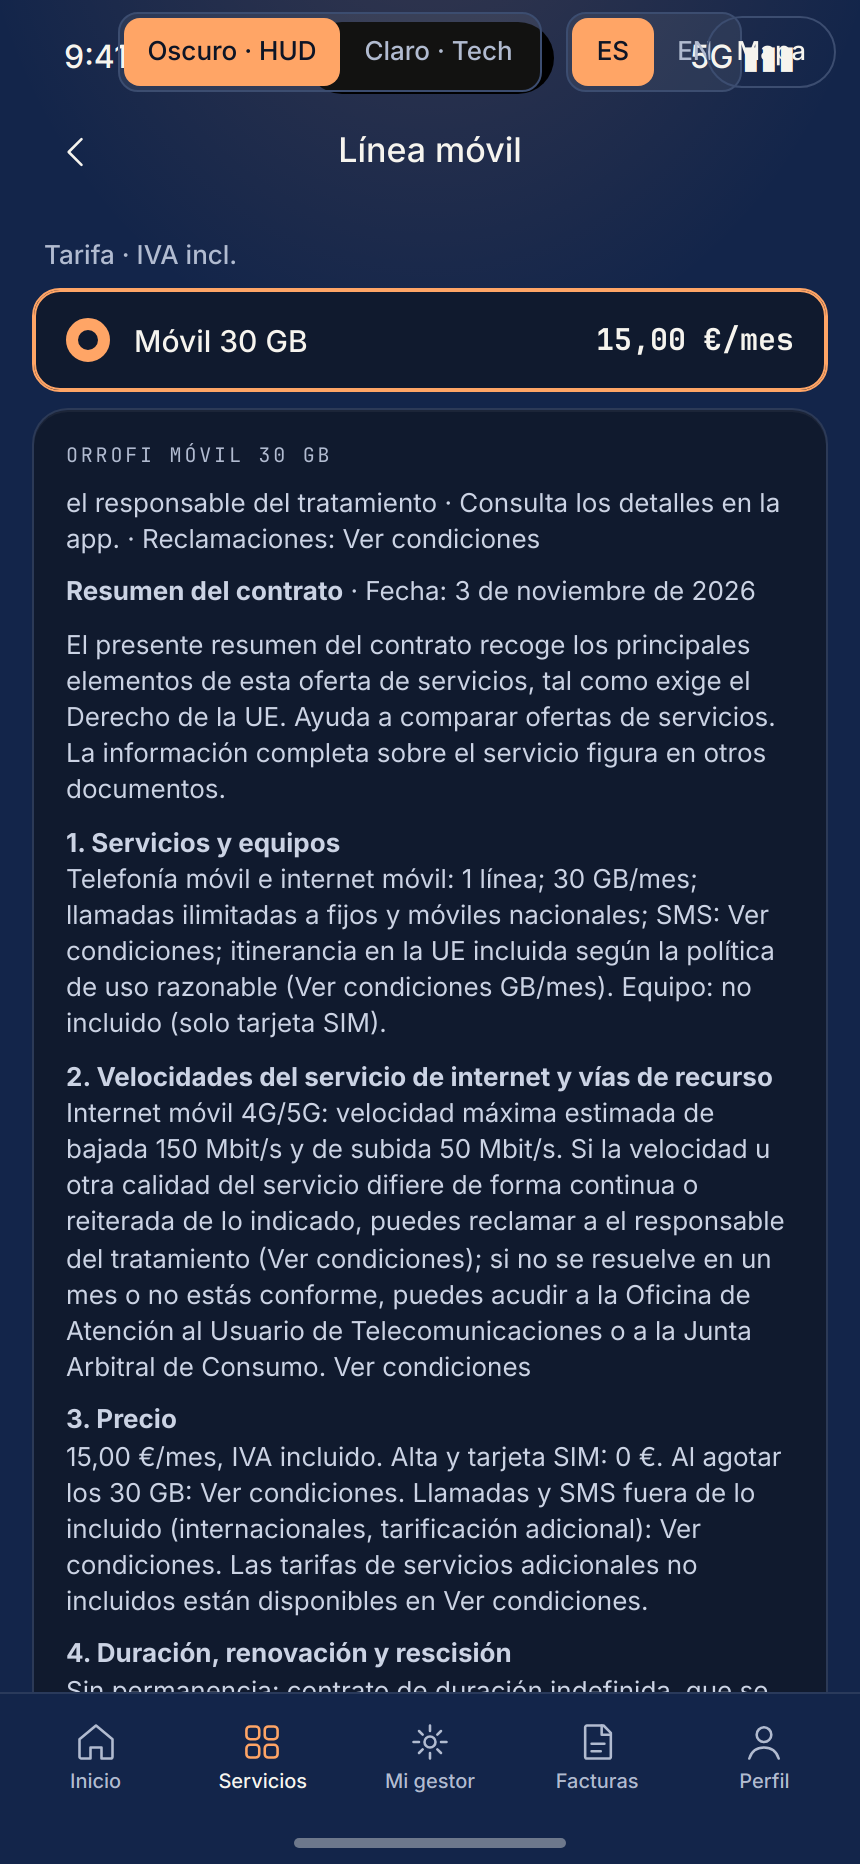 9:41
Oscuro · HUD
Claro · Tech
ES
EN
5G
Mapa
Línea móvil
Tarifa · IVA incl.
Móvil 30 GB
15,00 €/mes
ORROFI MÓVIL 30 GB
el responsable del tratamiento · Consulta los detalles en la
app. · Reclamaciones: Ver condiciones
Resumen del contrato · Fecha: 3 de noviembre de 2026
El presente resumen del contrato recoge los principales
elementos de esta oferta de servicios, tal como exige el
Derecho de la UE. Ayuda a comparar ofertas de servicios.
La información completa sobre el servicio figura en otros
documentos.
1. Servicios y equipos
Telefonía móvil e internet móvil: 1 línea; 30 GB/mes;
llamadas ilimitadas a fijos y móviles nacionales; SMS: Ver
condiciones; itinerancia en la UE incluida según la política
de uso razonable (Ver condiciones GB/mes). Equipo: no
incluido (solo tarjeta SIM).
2. Velocidades del servicio de internet y vías de recurso
Internet móvil 4G/5G: velocidad máxima estimada de
bajada 150 Mbit/s y de subida 50 Mbit/s. Si la velocidad u
otra calidad del servicio difiere de forma continua o
reiterada de lo indicado, puedes reclamar a el responsable
del tratamiento (Ver condiciones); si no se resuelve en un
mes o no estás conforme, puedes acudir a la Oficina de
Atención al Usuario de Telecomunicaciones o a la Junta
Arbitral de Consumo. Ver condiciones
3. Precio
15,00 €/mes, IVA incluido. Alta y tarjeta SIM: 0 €. Al agotar
los 30 GB: Ver condiciones. Llamadas y SMS fuera de lo
incluido (internacionales, tarificación adicional): Ver
condiciones. Las tarifas de servicios adicionales no
incluidos están disponibles en Ver condiciones.
4. Duración, renovación y rescisión
Sin permanencia: contrato de duración indefinida, que se
Inicio
Servicios
Mi gestor
Facturas
Perfil